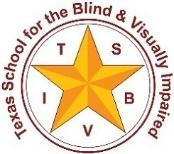 Texas School for the Blind & Visually Impaired
T S
I B
V